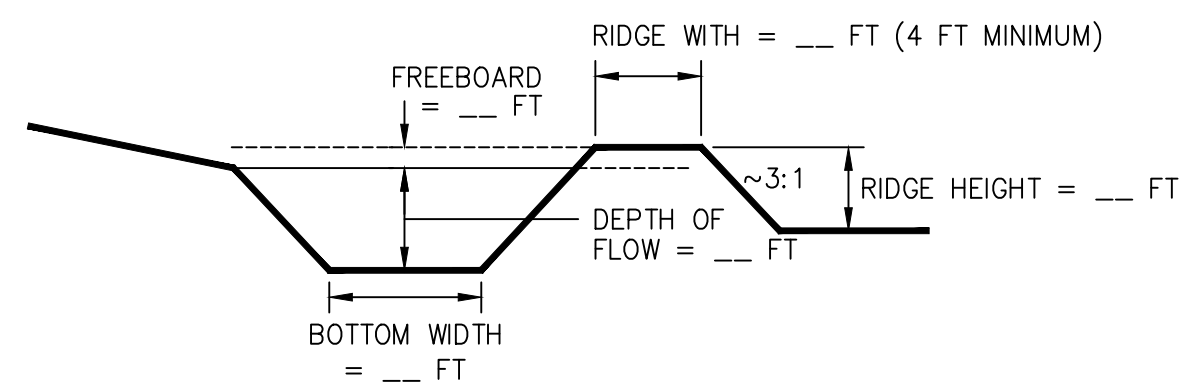 RIDGE WITH = __ FT (4 FT MINIMUM)
FREEBOARD
= __ FT
~3:1
RIDGE HEIGHT = __ FT
DEPTH OF
FLOW = __ FT
BOTTOM WIDTH
= __ FT